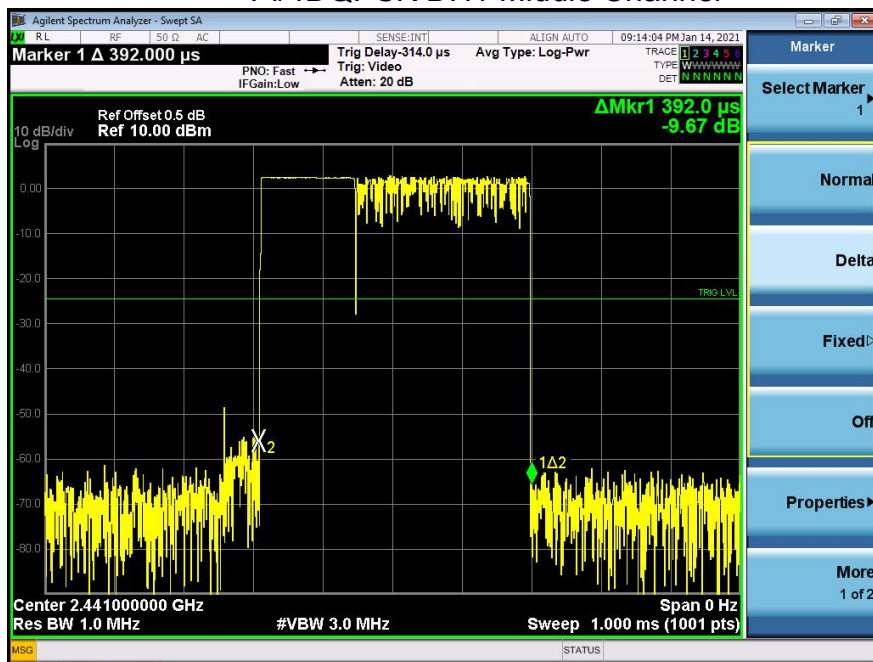 Middle Channel
Agilent Spectrum Analyzer - Swept SA
LXI RL RF 50 Ω AC SENSE:INT ALIGN AUTO 09:14:04 PM Jan 14, 2021
Marker 1 Δ 392.000 µs
PNO: Fast
IFGain:Low
Trig Delay-314.0 µs
Trig: Video
Atten: 20 dB
Avg Type: Log-Pwr
TRACE 1 2 3 4 5 6
TYPE WWWWWW
DET N N N N N N
ΔMkr1 392.0 µs
-9.67 dB
Ref Offset 0.5 dB
10 dB/div Ref 10.00 dBm
Log
0.00
-10.0
-20.0
TRIG LVL
-30.0
-40.0
-50.0
2
-60.0
1Δ2
-70.0
-80.0
Center 2.441000000 GHz Span 0 Hz
Res BW 1.0 MHz #VBW 3.0 MHz Sweep 1.000 ms (1001 pts)
MSG STATUS
Marker
Select Marker
1
Normal
Delta
Fixed
Off
Properties
More
1 of 2